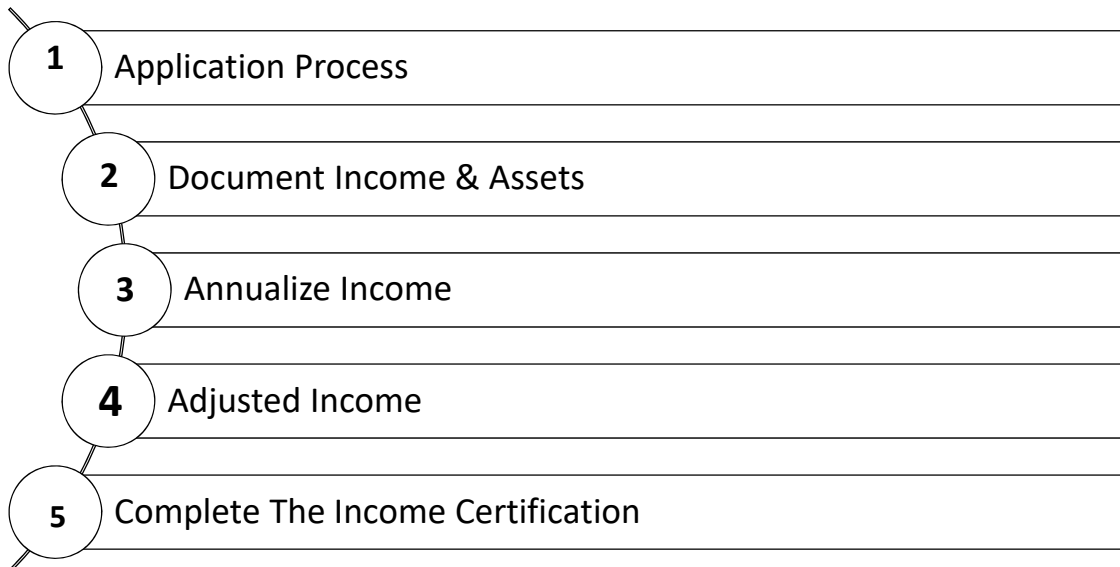 1 Application Process
2 Document Income & Assets
3 Annualize Income
4 Adjusted Income
5 Complete The Income Certification